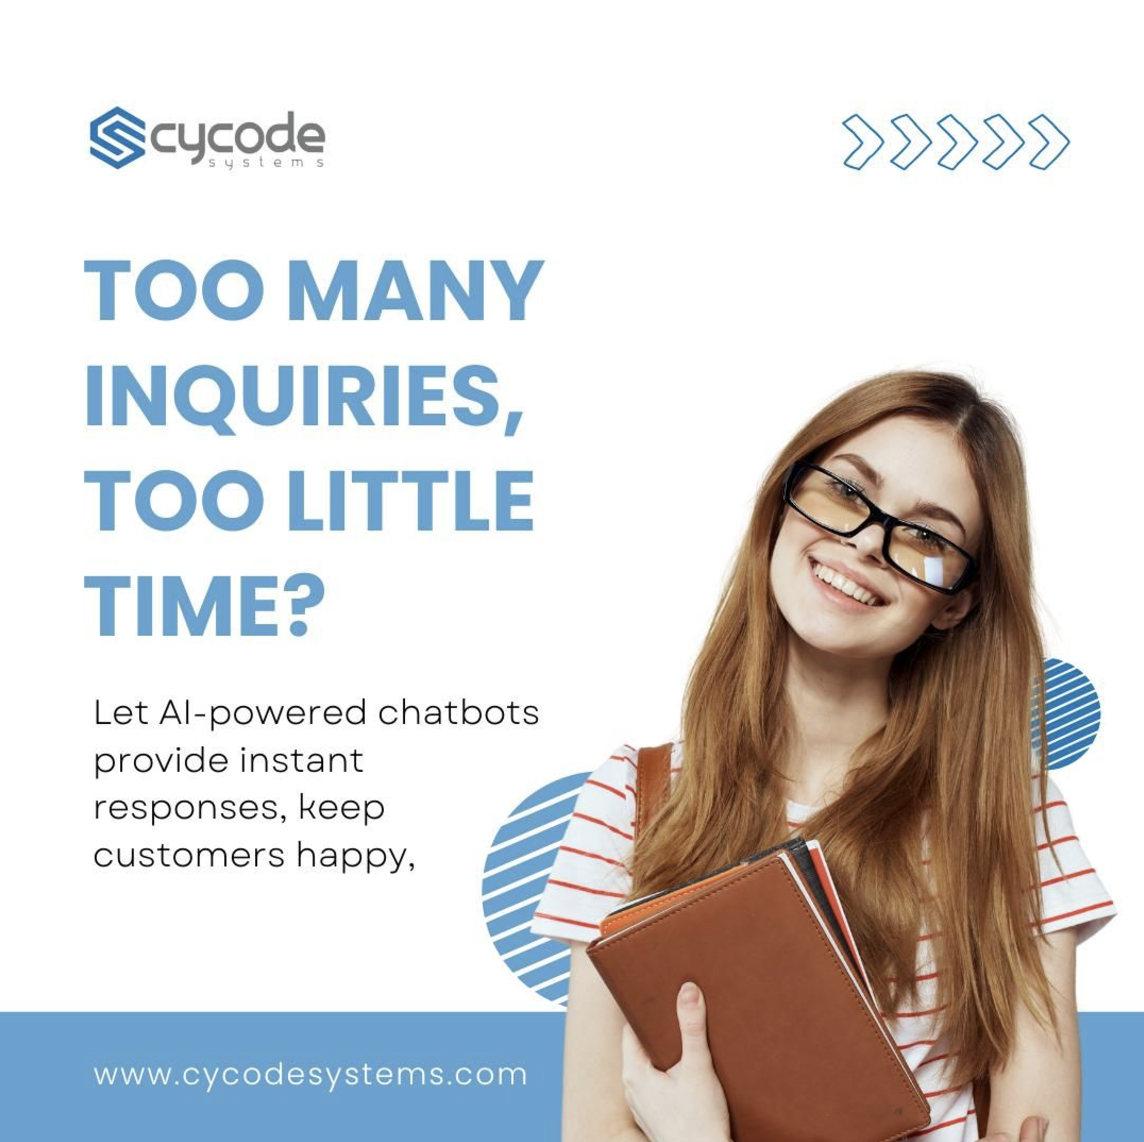 cycode
systems
TOO MANY
INQUIRIES,
TOO LITTLE
TIME?
Let AI-powered chatbots
provide instant
responses, keep
customers happy,
www.cycodesystems.com